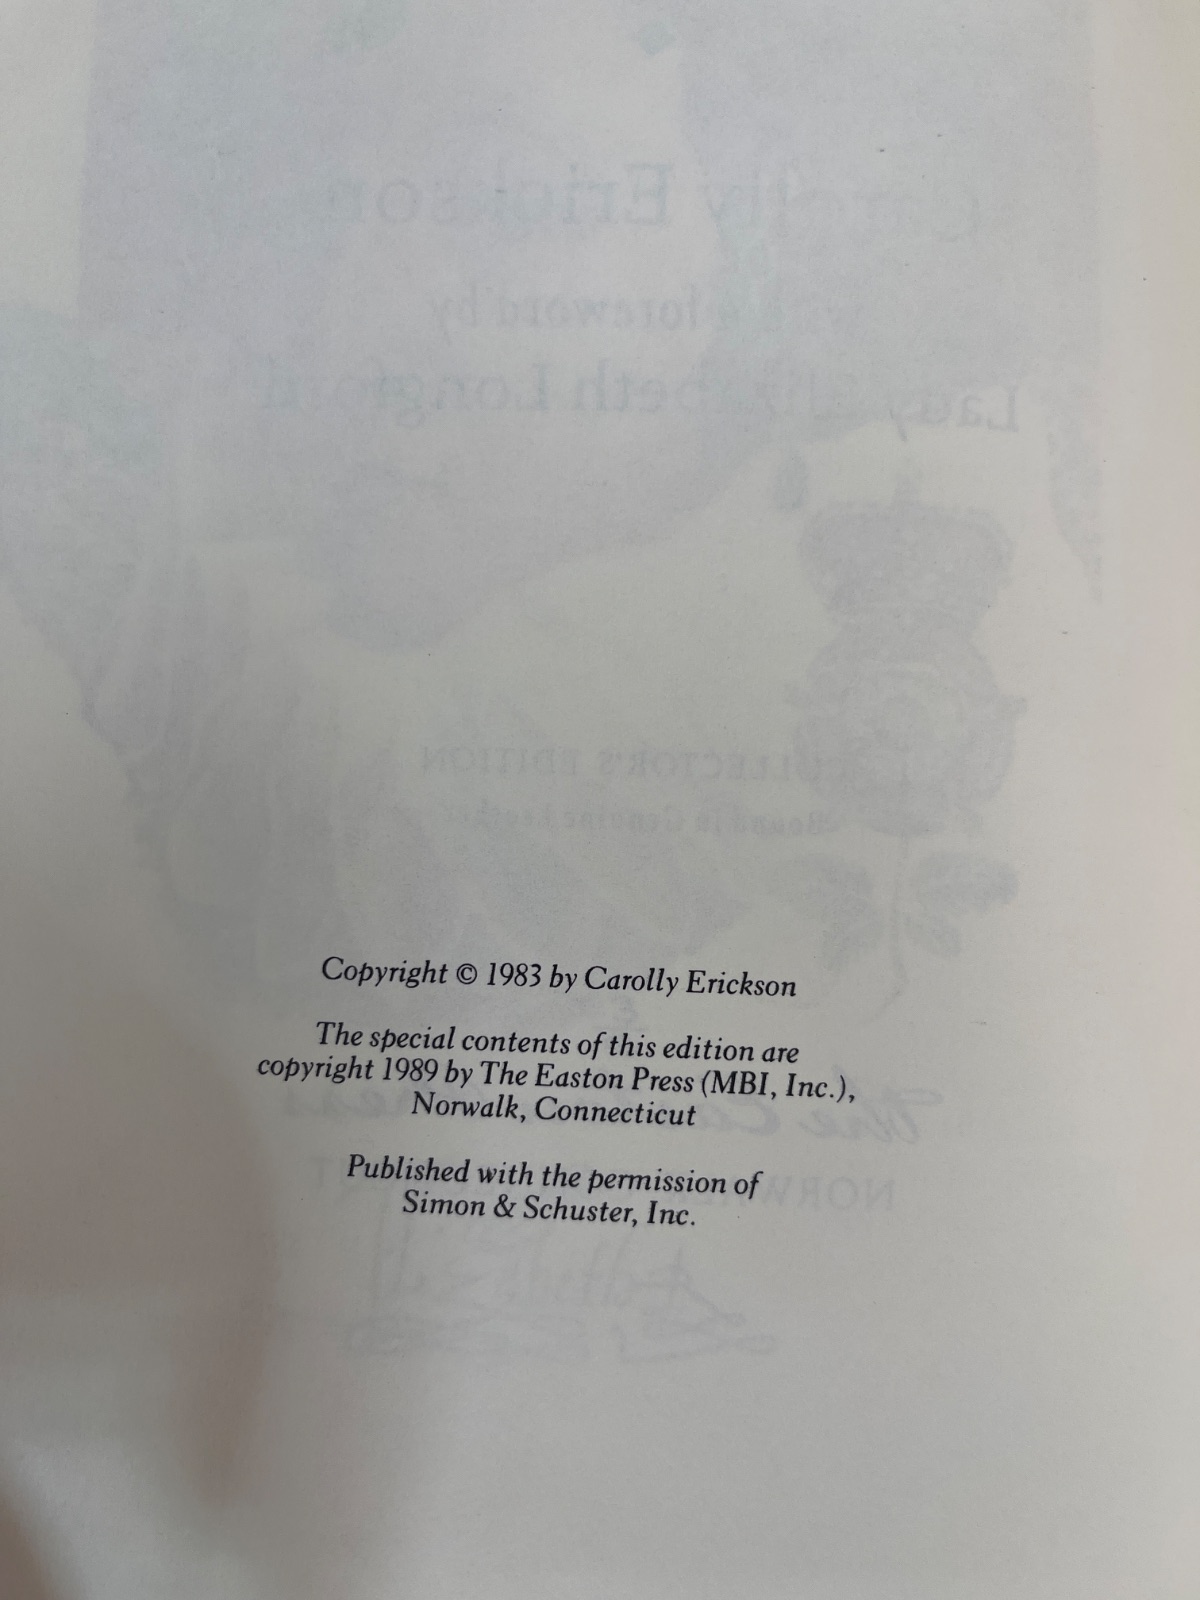 Copyright © 1983 by Carolly Erickson
The special contents of this edition are
copyright 1989 by The Easton Press (MBI, Inc.),
Norwalk, Connecticut
Published with the permission of
Simon & Schuster, Inc.